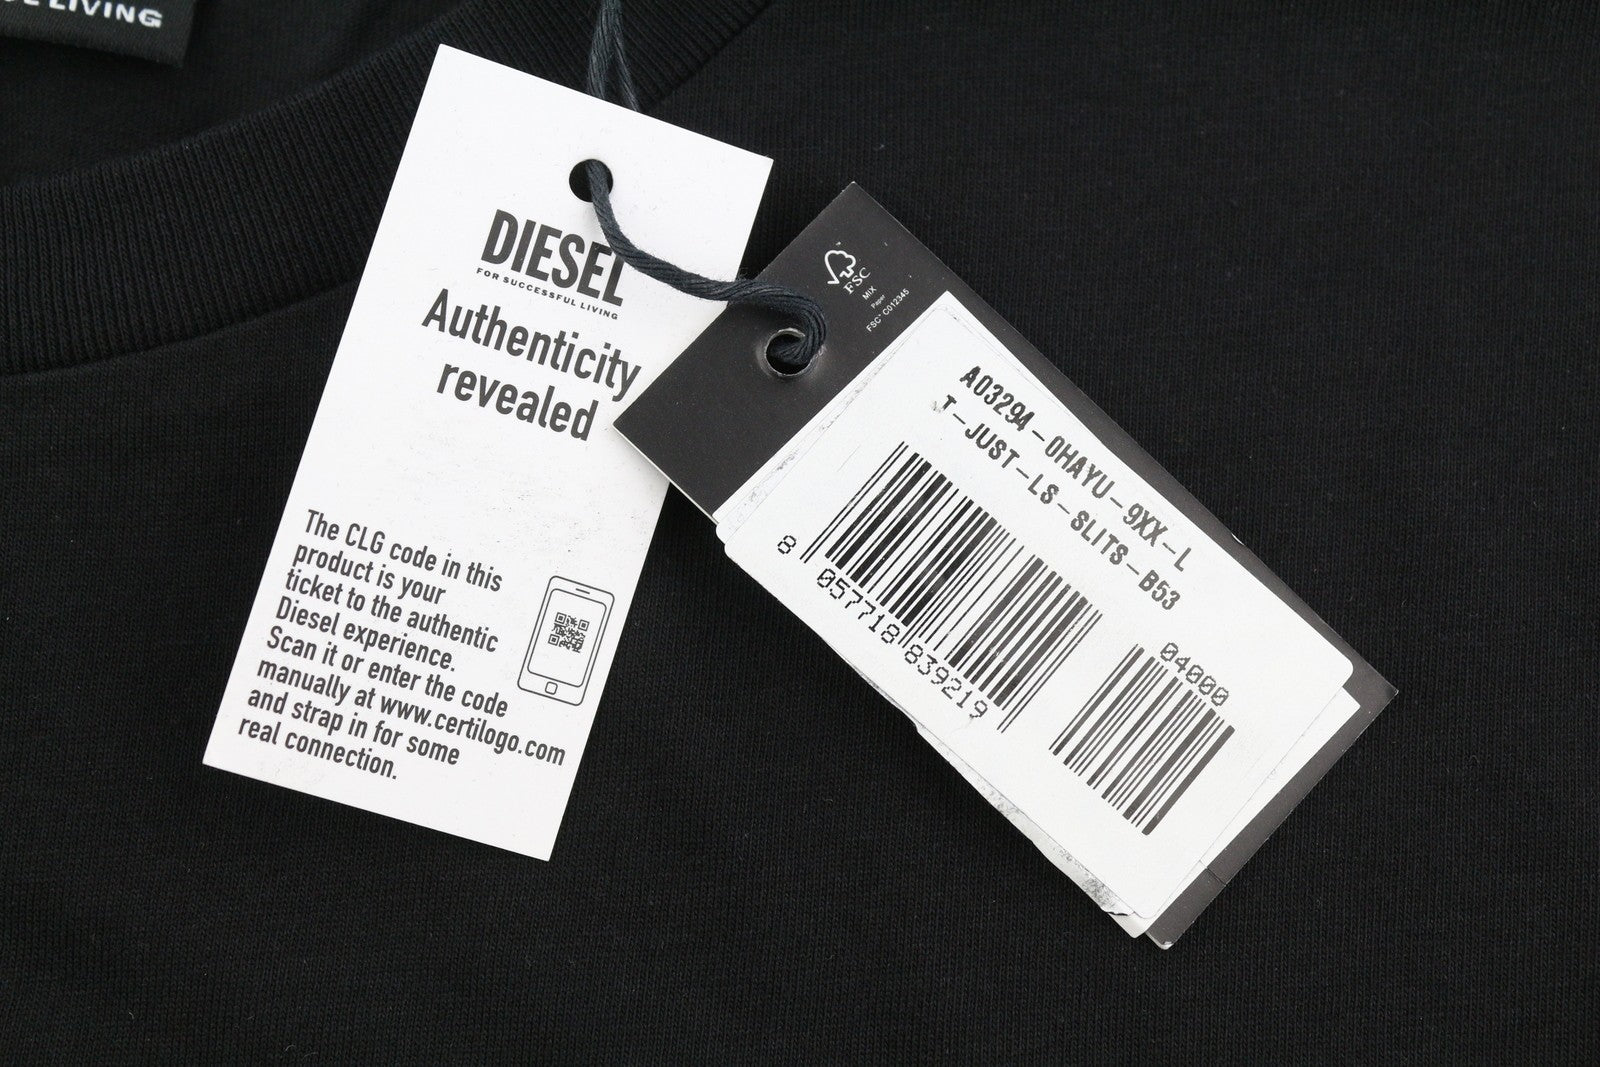 LIVING
DIESEL
FOR SUCCESSFUL LIVING
Authenticity
revealed
The CLG code in this
product is your
ticket to the authentic
Diesel experience.
Scan it or enter the code
manually at www.certilogo.com
and strap in for some
real connection.
FSC
MIX
Paper
FSC™ C012345
A03294-0HAYU-9XX-L
T-JUST-LS-SLITS-B53
8 057718 839219
04000